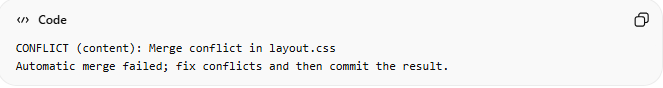 Code
CONFLICT (content): Merge conflict in layout.css
Automatic merge failed; fix conflicts and then commit the result.